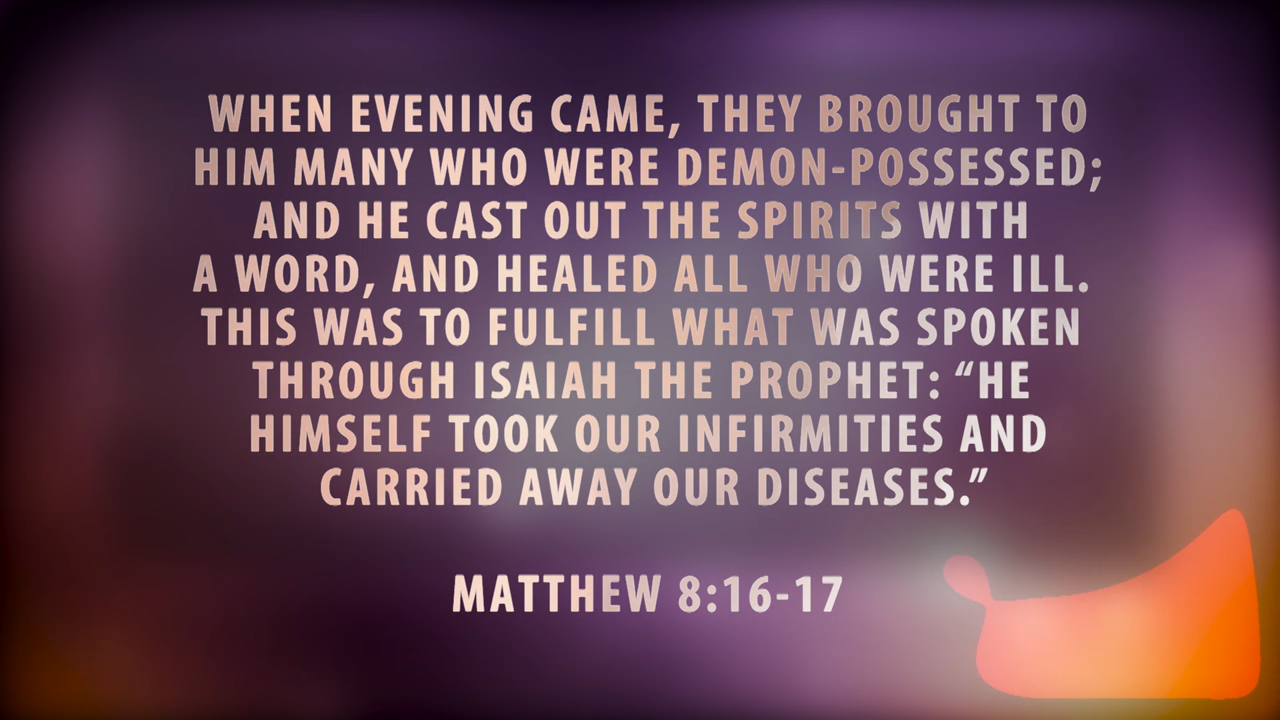 WHEN EVENING CAME, THEY BROUGHT TO
HIM MANY WHO WERE DEMON-POSSESSED;
AND HE CAST OUT THE SPIRITS WITH
A WORD, AND HEALED ALL WHO WERE ILL.
THIS WAS TO FULFILL WHAT WAS SPOKEN
THROUGH ISAIAH THE PROPHET: “HE
HIMSELF TOOK OUR INFIRMITIES AND
CARRIED AWAY OUR DISEASES.”
MATTHEW 8:16-17